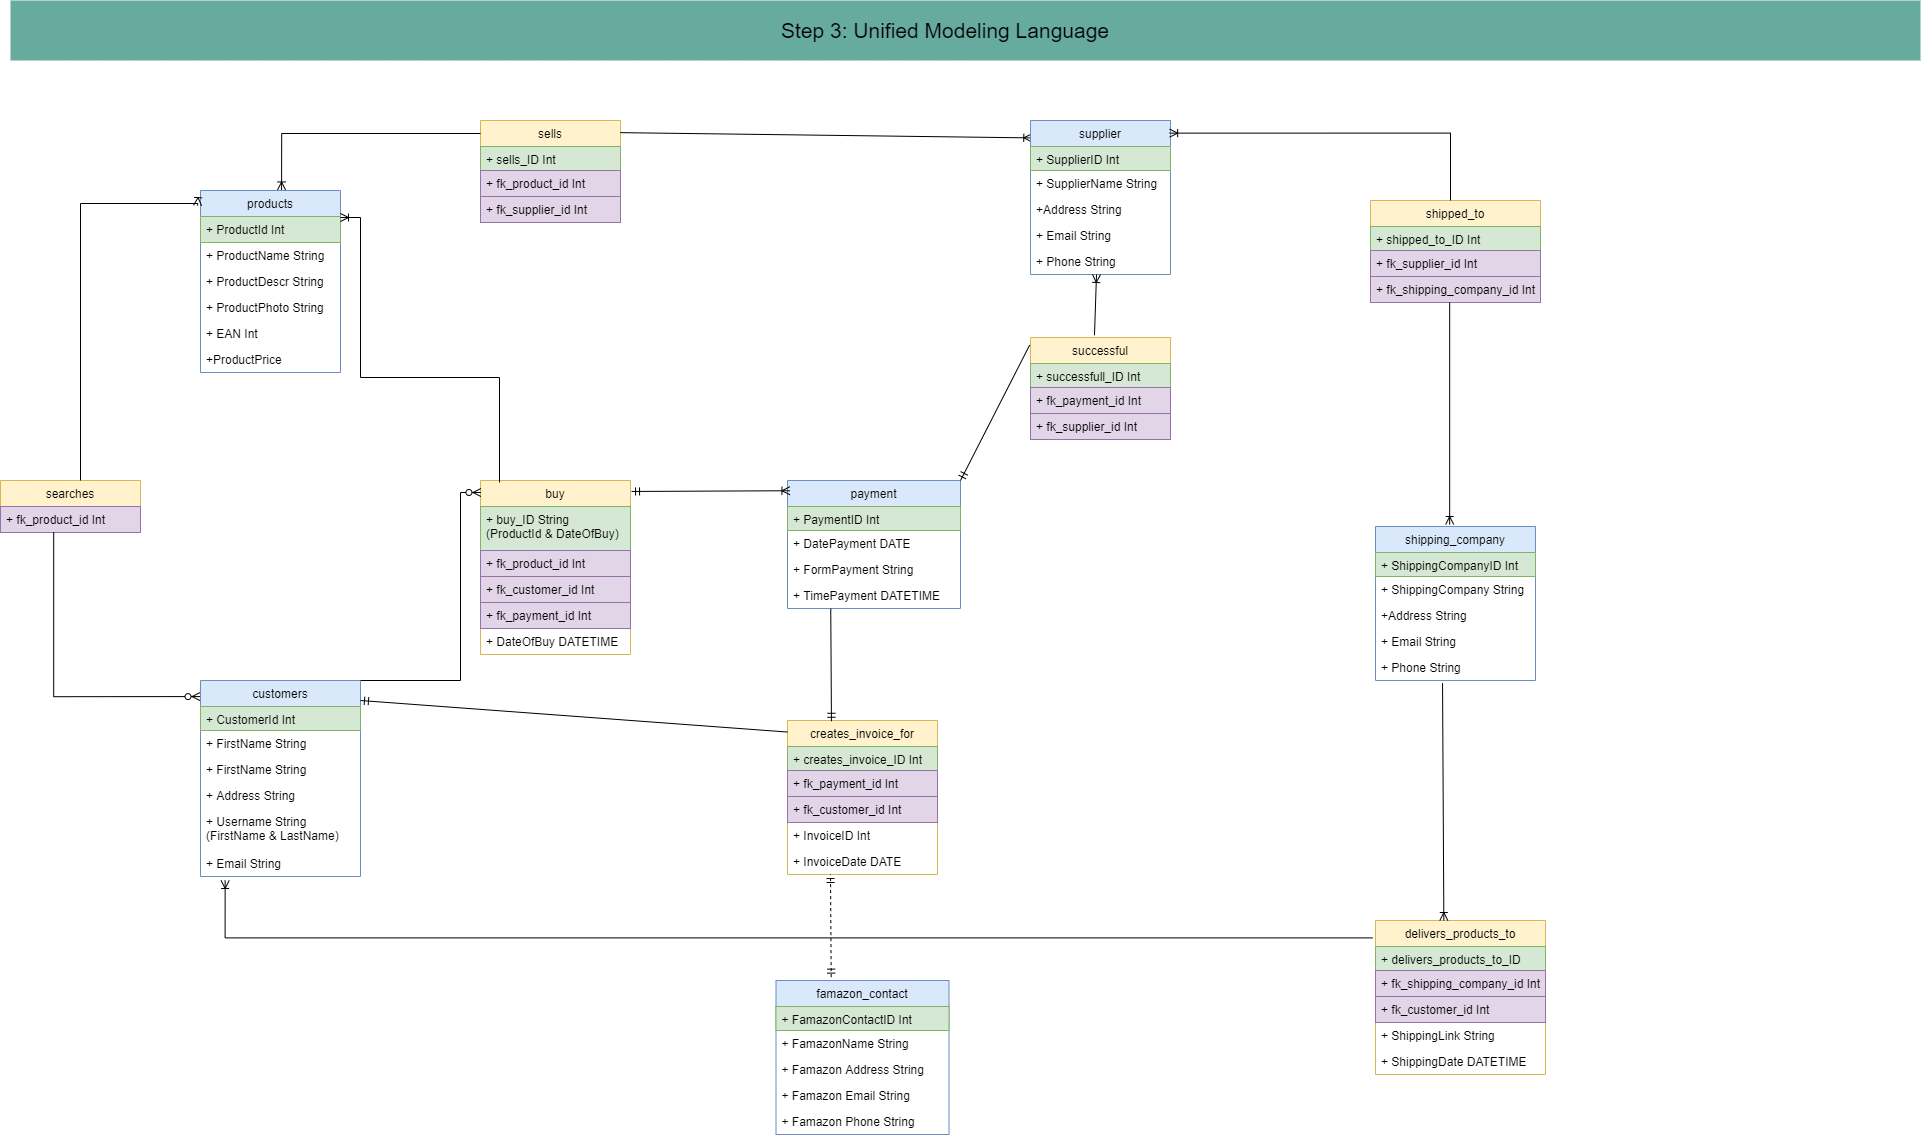 Step 3: Unified Modeling Language
sells
+ sells_ID Int
+ fk_product_id Int
+ fk_supplier_id Int
supplier
+ SupplierID Int
+ SupplierName String
+Address String
+ Email String
+ Phone String
products
+ ProductId Int
+ ProductName String
+ ProductDescr String
+ ProductPhoto String
+ EAN Int
+ProductPrice
shipped_to
+ shipped_to_ID Int
+ fk_supplier_id Int
+ fk_shipping_company_id Int
successful
+ successfull_ID Int
+ fk_payment_id Int
+ fk_supplier_id Int
searches
+ fk_product_id Int
buy
+ buy_ID String
(ProductId & DateOfBuy)
+ fk_product_id Int
+ fk_customer_id Int
+ fk_payment_id Int
+ DateOfBuy DATETIME
payment
+ PaymentID Int
+ DatePayment DATE
+ FormPayment String
+ TimePayment DATETIME
shipping_company
+ ShippingCompanyID Int
+ ShippingCompany String
+Address String
+ Email String
+ Phone String
customers
+ CustomerId Int
+ FirstName String
+ FirstName String
+ Address String
+ Username String
(FirstName & LastName)
+ Email String
creates_invoice_for
+ creates_invoice_ID Int
+ fk_payment_id Int
+ fk_customer_id Int
+ InvoiceID Int
+ InvoiceDate DATE
delivers_products_to
+ delivers_products_to_ID
+ fk_shipping_company_id Int
+ fk_customer_id Int
+ ShippingLink String
+ ShippingDate DATETIME
famazon_contact
+ FamazonContactID Int
+ FamazonName String
+ Famazon Address String
+ Famazon Email String
+ Famazon Phone String